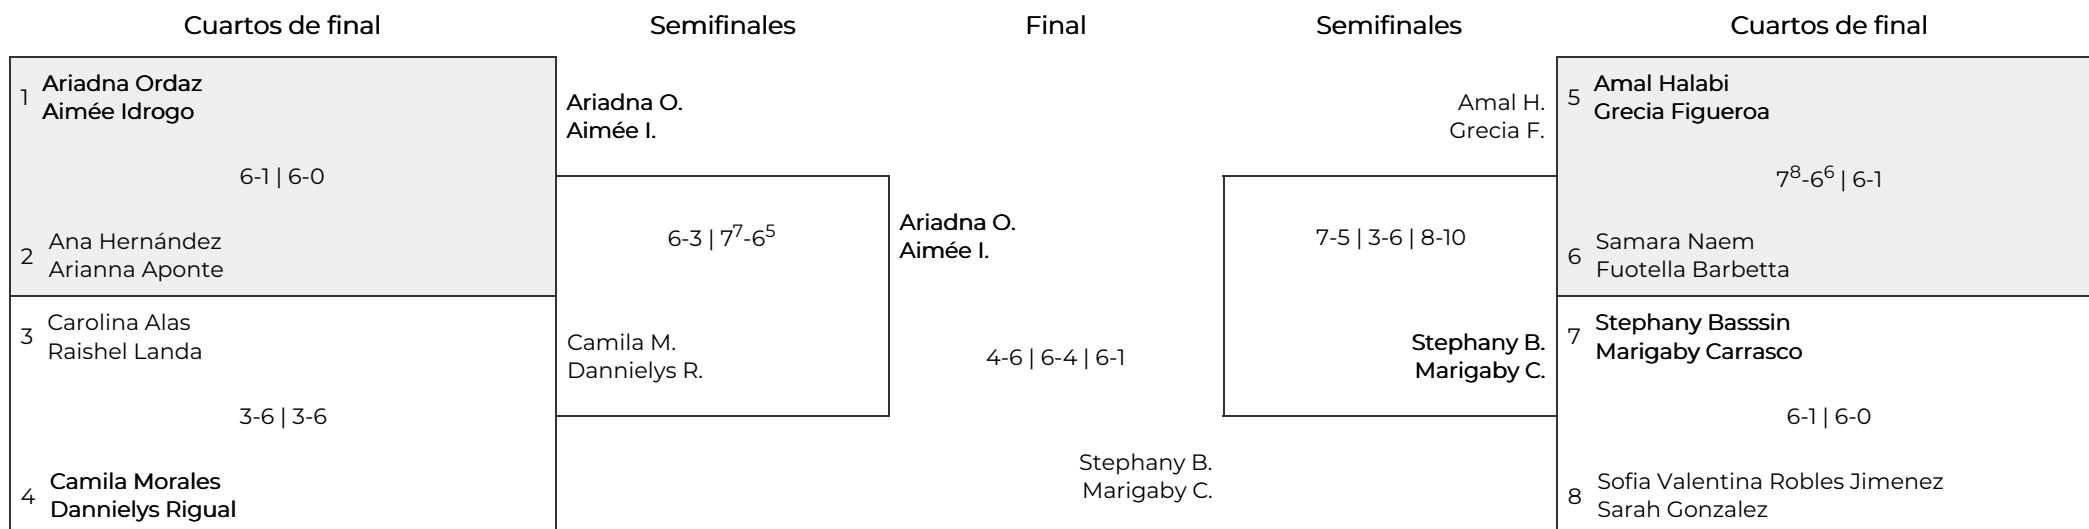 Cuartos de final
Semifinales
Final
Semifinales
Cuartos de final
1
Ariadna Ordaz
Aimée Idrogo
6-1 | 6-0
2
Ana Hernández
Arianna Aponte
3
Carolina Alas
Raishel Landa
3-6 | 3-6
4
Camila Morales
Dannielys Rigual
Ariadna O.
Aimée I.
6-3 | 7⁷-6⁵
Camila M.
Dannielys R.
Ariadna O.
Aimée I.
4-6 | 6-4 | 6-1
Stephany B.
Marigaby C.
Amal H.
Grecia F.
7-5 | 3-6 | 8-10
Stephany B.
Marigaby C.
5
Amal Halabi
Grecia Figueroa
7⁸-6⁶ | 6-1
6
Samara Naem
Fuotella Barbetta
7
Stephany Basssin
Marigaby Carrasco
6-1 | 6-0
8
Sofia Valentina Robles Jimenez
Sarah Gonzalez